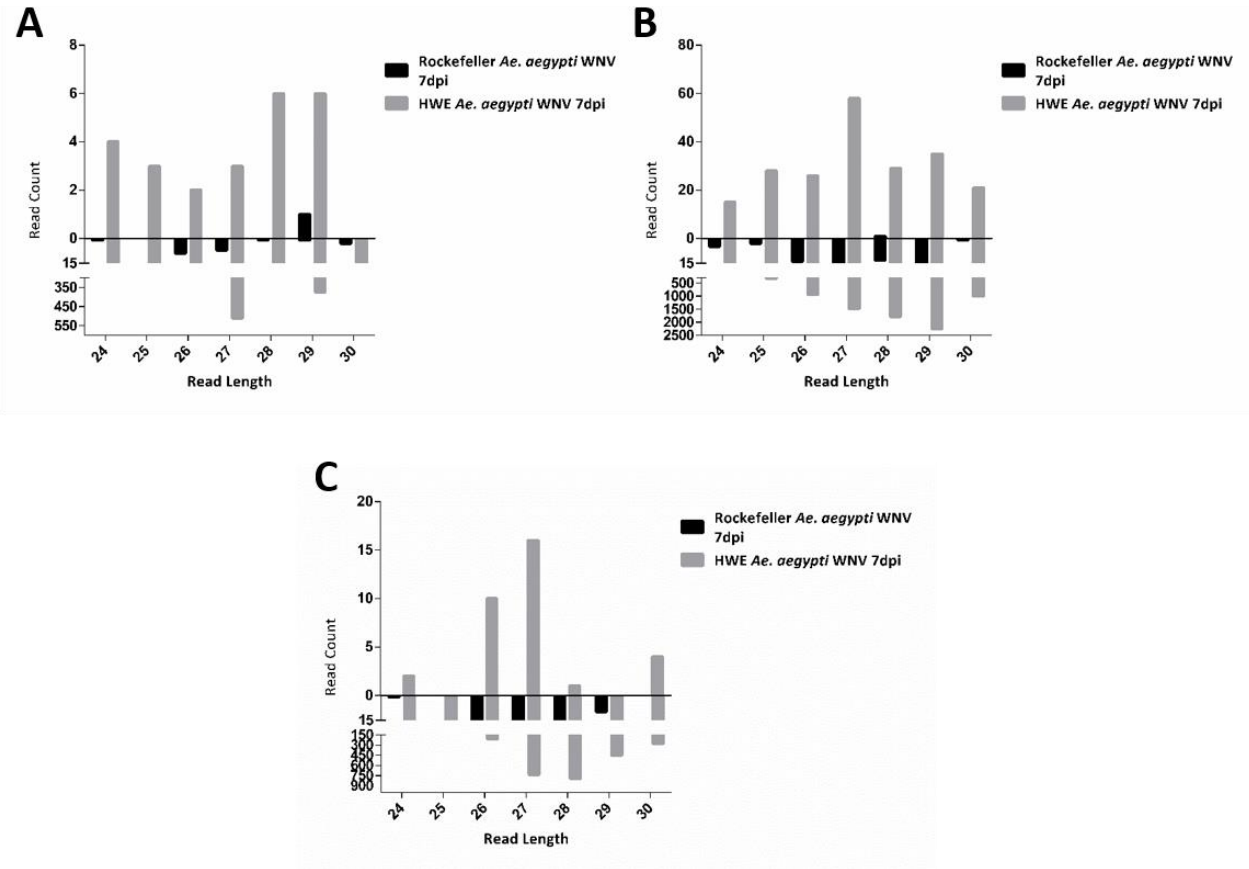 A
8
6
4
2
0
15
350
450
550
Read Count
24 25 26 27 28 29 30
Read Length
Rockefeller Ae. aegypti WNV
7dpi
HWE Ae. aegypti WNV 7dpi
B
80
60
40
20
0
15
500
1000
1500
2000
2500
Read Count
24 25 26 27 28 29 30
Read Length
Rockefeller Ae. aegypti WNV
7dpi
HWE Ae. aegypti WNV 7dpi
C
20
15
10
5
0
15
150
300
450
600
750
900
Read Count
24 25 26 27 28 29 30
Read Length
Rockefeller Ae. aegypti WNV
7dpi
HWE Ae. aegypti WNV 7dpi